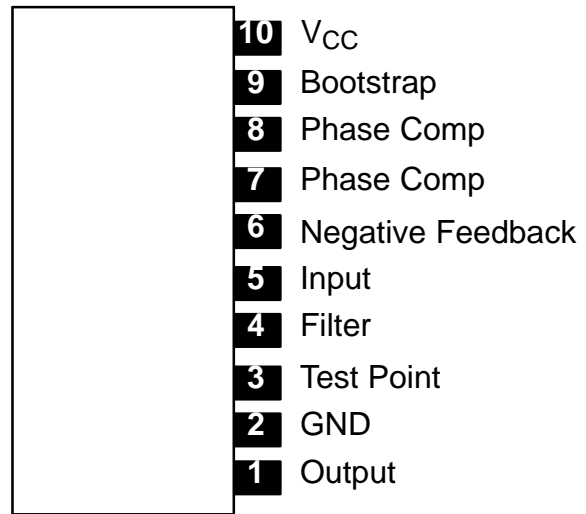 10 VCC
9 Bootstrap
8 Phase Comp
7 Phase Comp
6 Negative Feedback
5 Input
4 Filter
3 Test Point
2 GND
1 Output